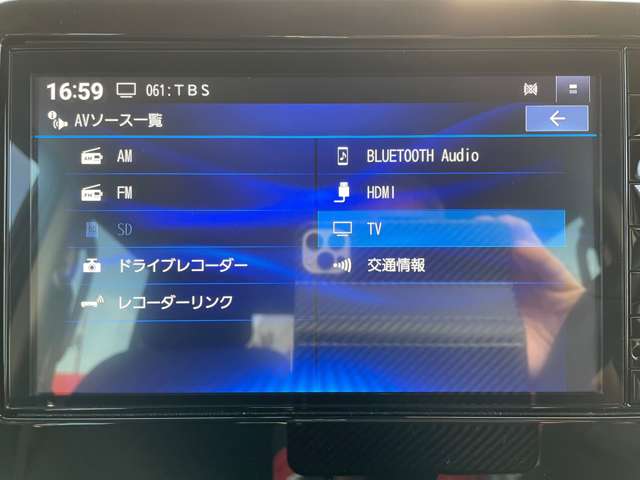 16:59 061:TBS
AVソース一覧
AM
FM
SD
ドライブレコーダー
レコーダーリンク
BLUETOOTH Audio
HDMI
TV
交通情報